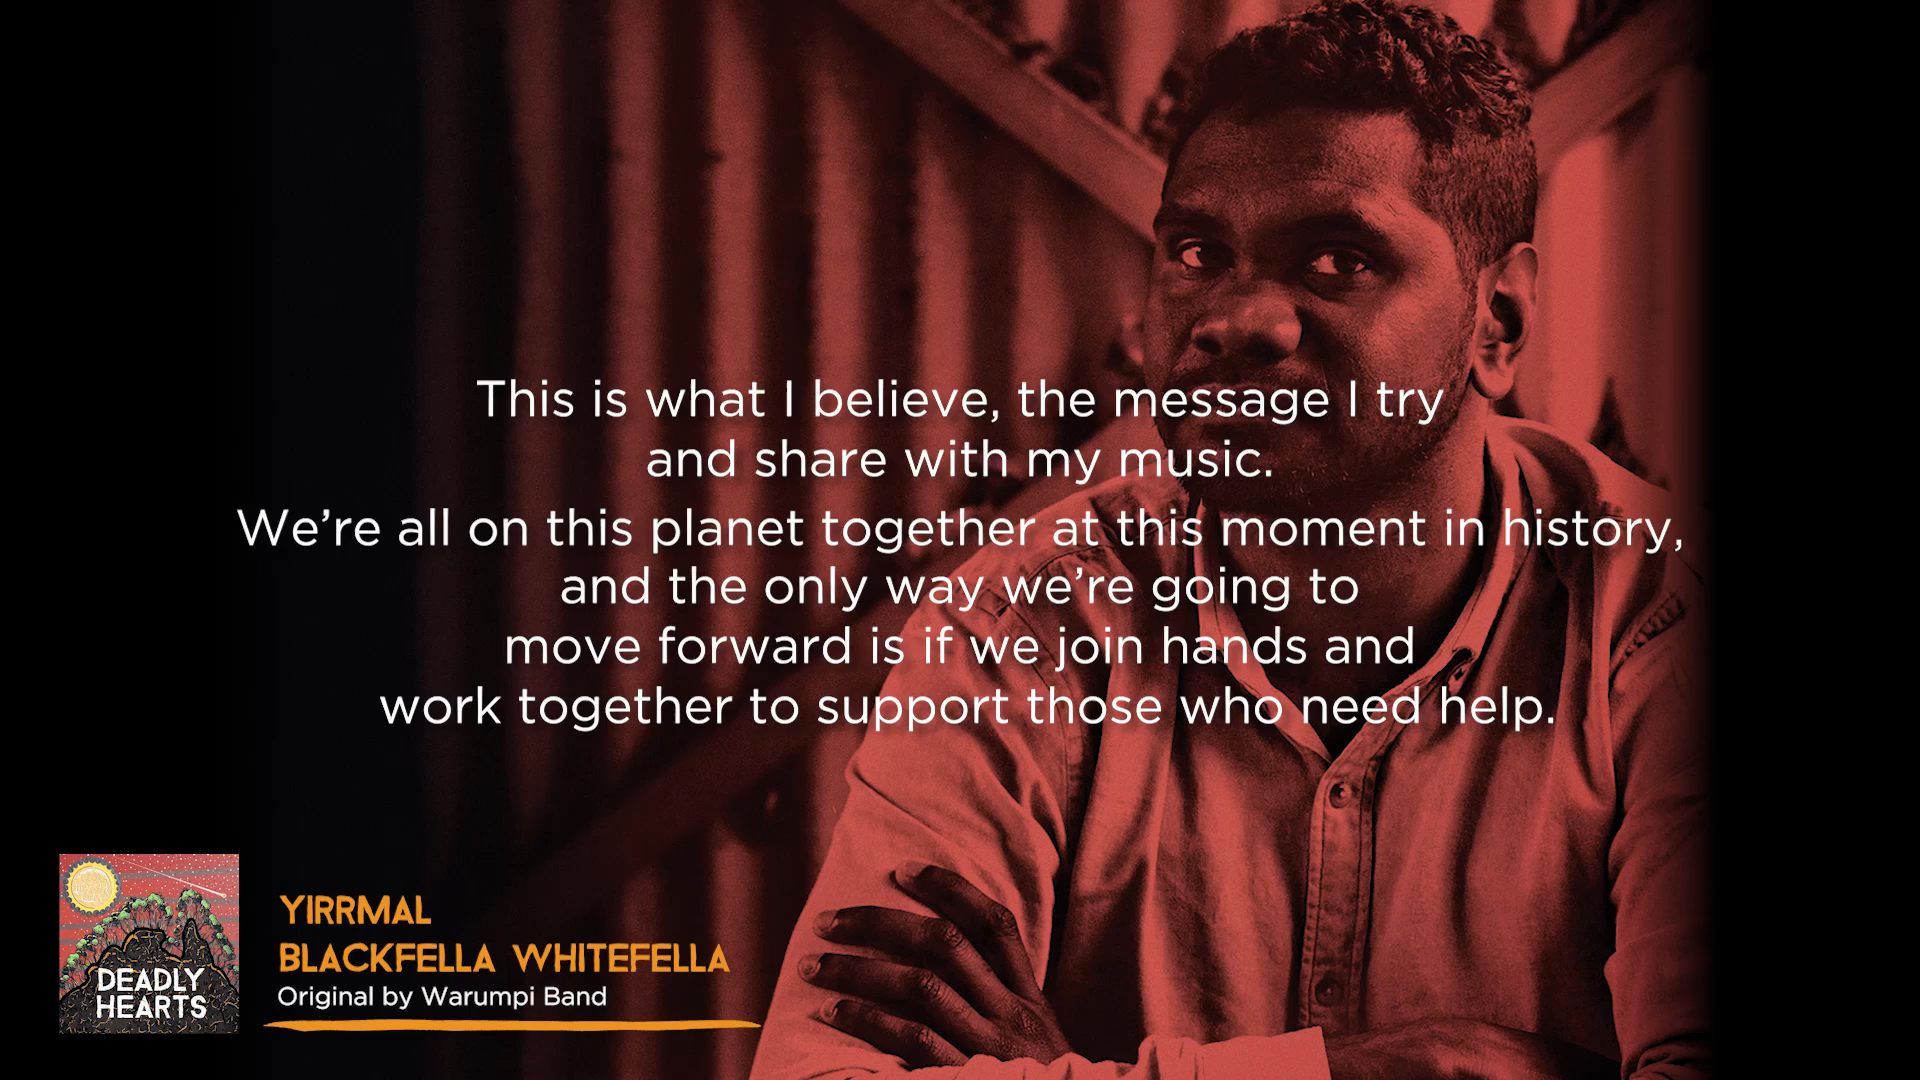 This is what I believe, the message I try
and share with my music.
We’re all on this planet together at this moment in history,
and the only way we’re going to
move forward is if we join hands and
work together to support those who need help.
DEADLY
HEARTS
YIRRMAL
BLACKFELLA WHITEFELLA
Original by Warumpi Band